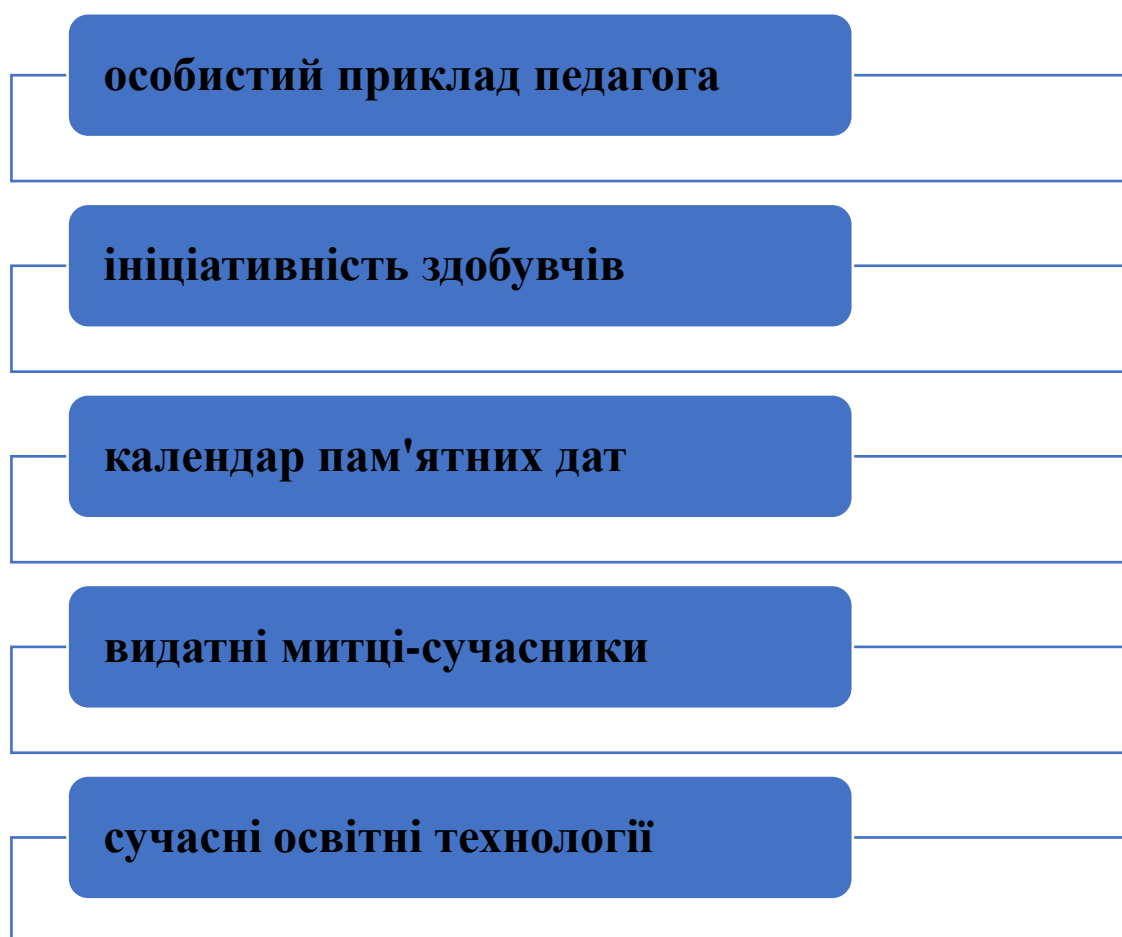 особистий приклад педагога
ініціативність здобувчів
календар пам'ятних дат
видатні митці-сучасники
сучасні освітні технології